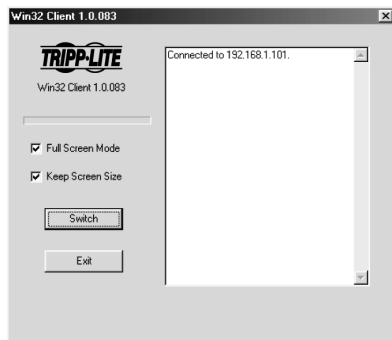 Win32 Client 1.0.083
TRIPP·LITE
Win32 Client 1.0.083
Full Screen Mode
Keep Screen Size
Switch
Exit
Connected to 192.168.1.101.